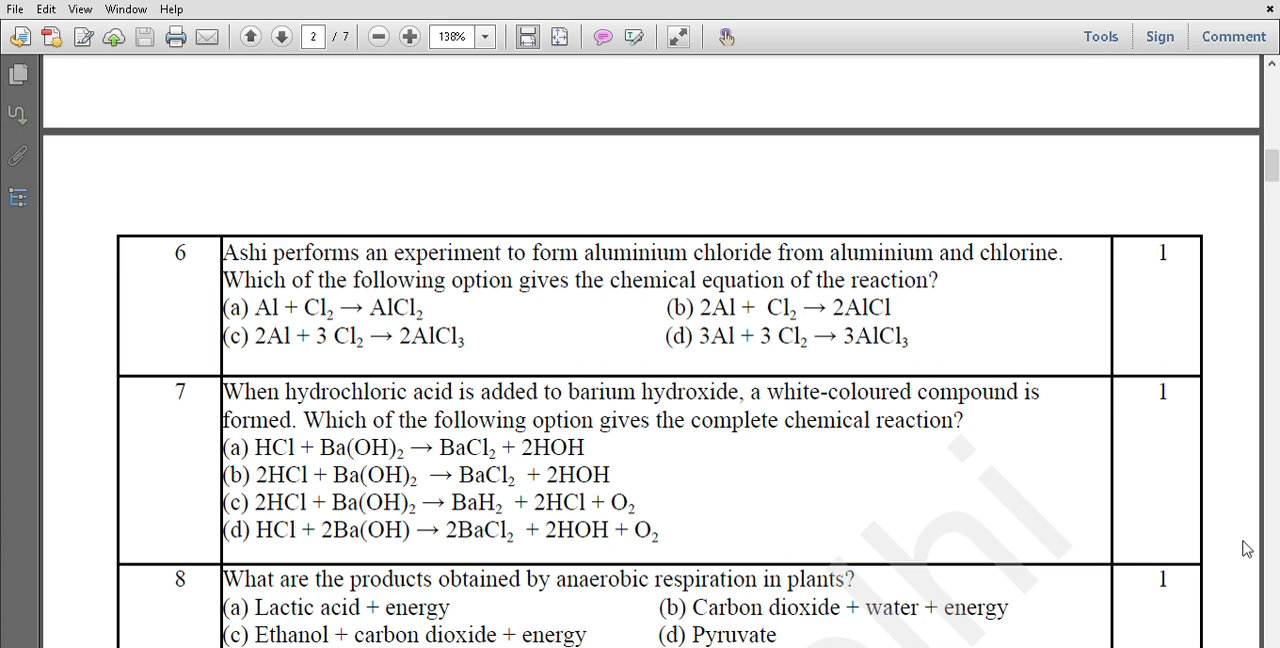 File Edit View Window Help
2 / 7 138% Tools Sign Comment
6 Ashi performs an experiment to form aluminium chloride from aluminium and chlorine. 1
Which of the following option gives the chemical equation of the reaction?
(a) Al + Cl₂ → AlCl₂ (b) 2Al + Cl₂ → 2AlCl
(c) 2Al + 3 Cl₂ → 2AlCl₃ (d) 3Al + 3 Cl₂ → 3AlCl₃
7 When hydrochloric acid is added to barium hydroxide, a white-coloured compound is 1
formed. Which of the following option gives the complete chemical reaction?
(a) HCl + Ba(OH)₂ → BaCl₂ + 2HOH
(b) 2HCl + Ba(OH)₂ → BaCl₂ + 2HOH
(c) 2HCl + Ba(OH)₂ → BaH₂ + 2HCl + O₂
(d) HCl + 2Ba(OH) → 2BaCl₂ + 2HOH + O₂
8 What are the products obtained by anaerobic respiration in plants? 1
(a) Lactic acid + energy (b) Carbon dioxide + water + energy
(c) Ethanol + carbon dioxide + energy (d) Pyruvate